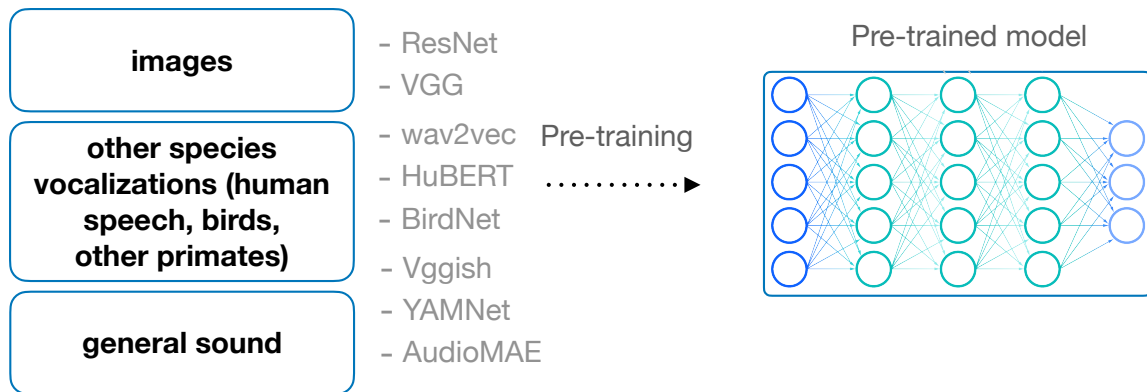 images
other species
vocalizations (human
speech, birds,
other primates)
general sound
- ResNet
- VGG
- wav2vec
- HuBERT
- BirdNet
- Vggish
- YAMNet
- AudioMAE
Pre-training
Pre-trained model